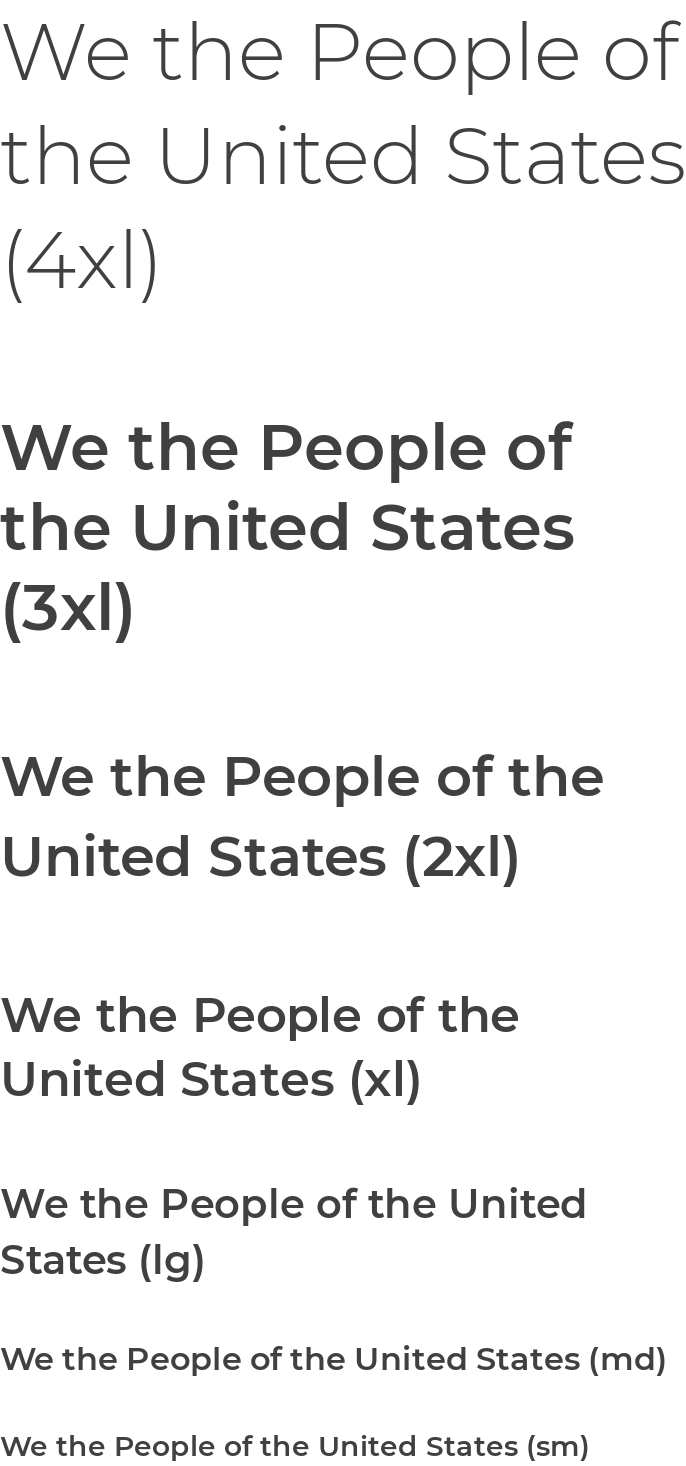 We the People of
the United States
(4xl)
We the People of
the United States
(3xl)
We the People of the
United States (2xl)
We the People of the
United States (xl)
We the People of the United
States (lg)
We the People of the United States (md)
We the People of the United States (sm)